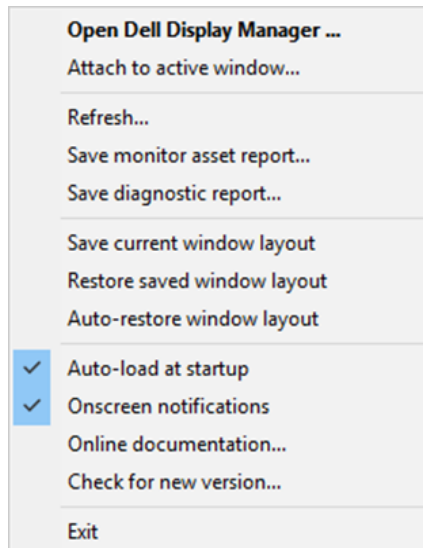 Open Dell Display Manager ...
Attach to active window...
Refresh...
Save monitor asset report...
Save diagnostic report...
Save current window layout
Restore saved window layout
Auto-restore window layout
Auto-load at startup
Onscreen notifications
Online documentation...
Check for new version...
Exit